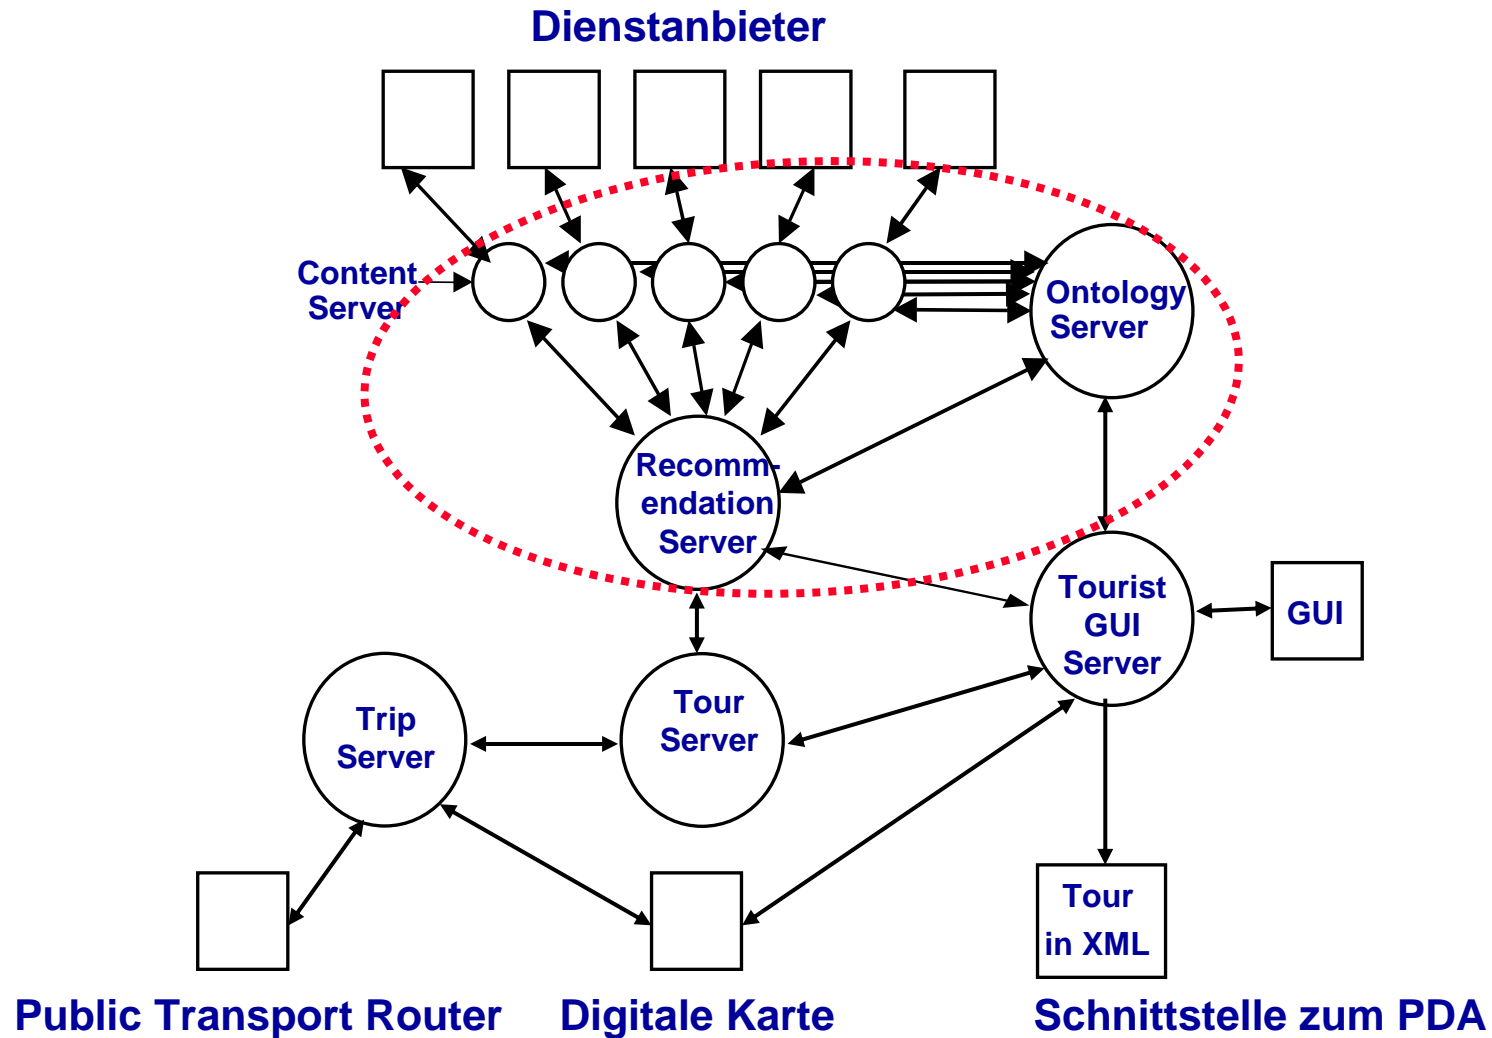 Dienstanbieter
Content
Server
Ontology
Server
Recomm-
endation
Server
Tourist
GUI
Server
GUI
Trip
Server
Tour
Server
Tour
in XML
Public Transport Router
Digitale Karte
Schnittstelle zum PDA